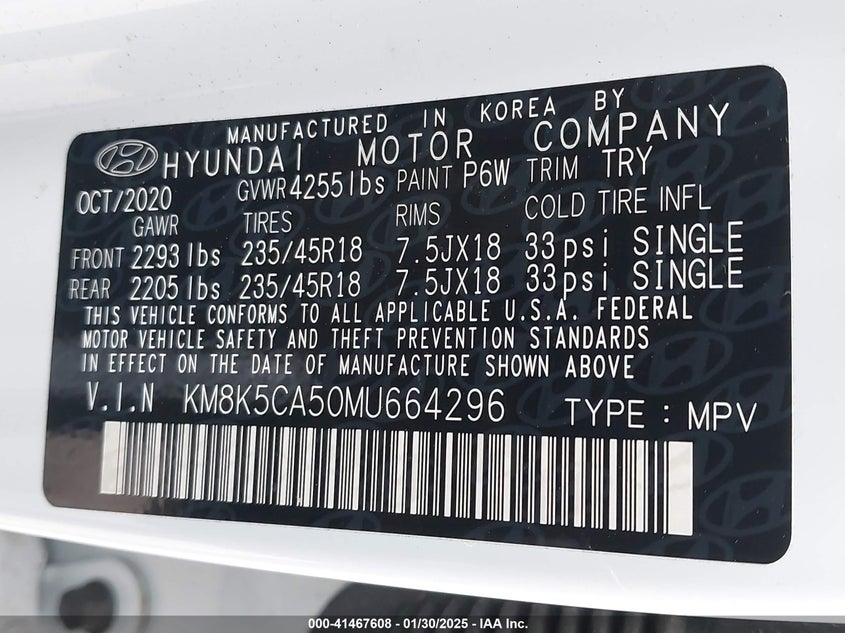 MANUFACTURED IN KOREA BY
HYUNDAI MOTOR COMPANY
OCT/2020 GVWR 4255lbs PAINT P6W TRIM TRY
GAWR TIRES RIMS COLD TIRE INFL
FRONT 2293 lbs 235/45R18 7.5JX18 33psi SINGLE
REAR 2205 lbs 235/45R18 7.5JX18 33psi SINGLE
THIS VEHICLE CONFORMS TO ALL APPLICABLE U.S.A. FEDERAL
MOTOR VEHICLE SAFETY AND THEFT PREVENTION STANDARDS
IN EFFECT ON THE DATE OF MANUFACTURE SHOWN ABOVE
V.I.N KM8K5CA50MU664296 TYPE : MPV
000-41467608 - 01/30/2025 - IAA Inc.